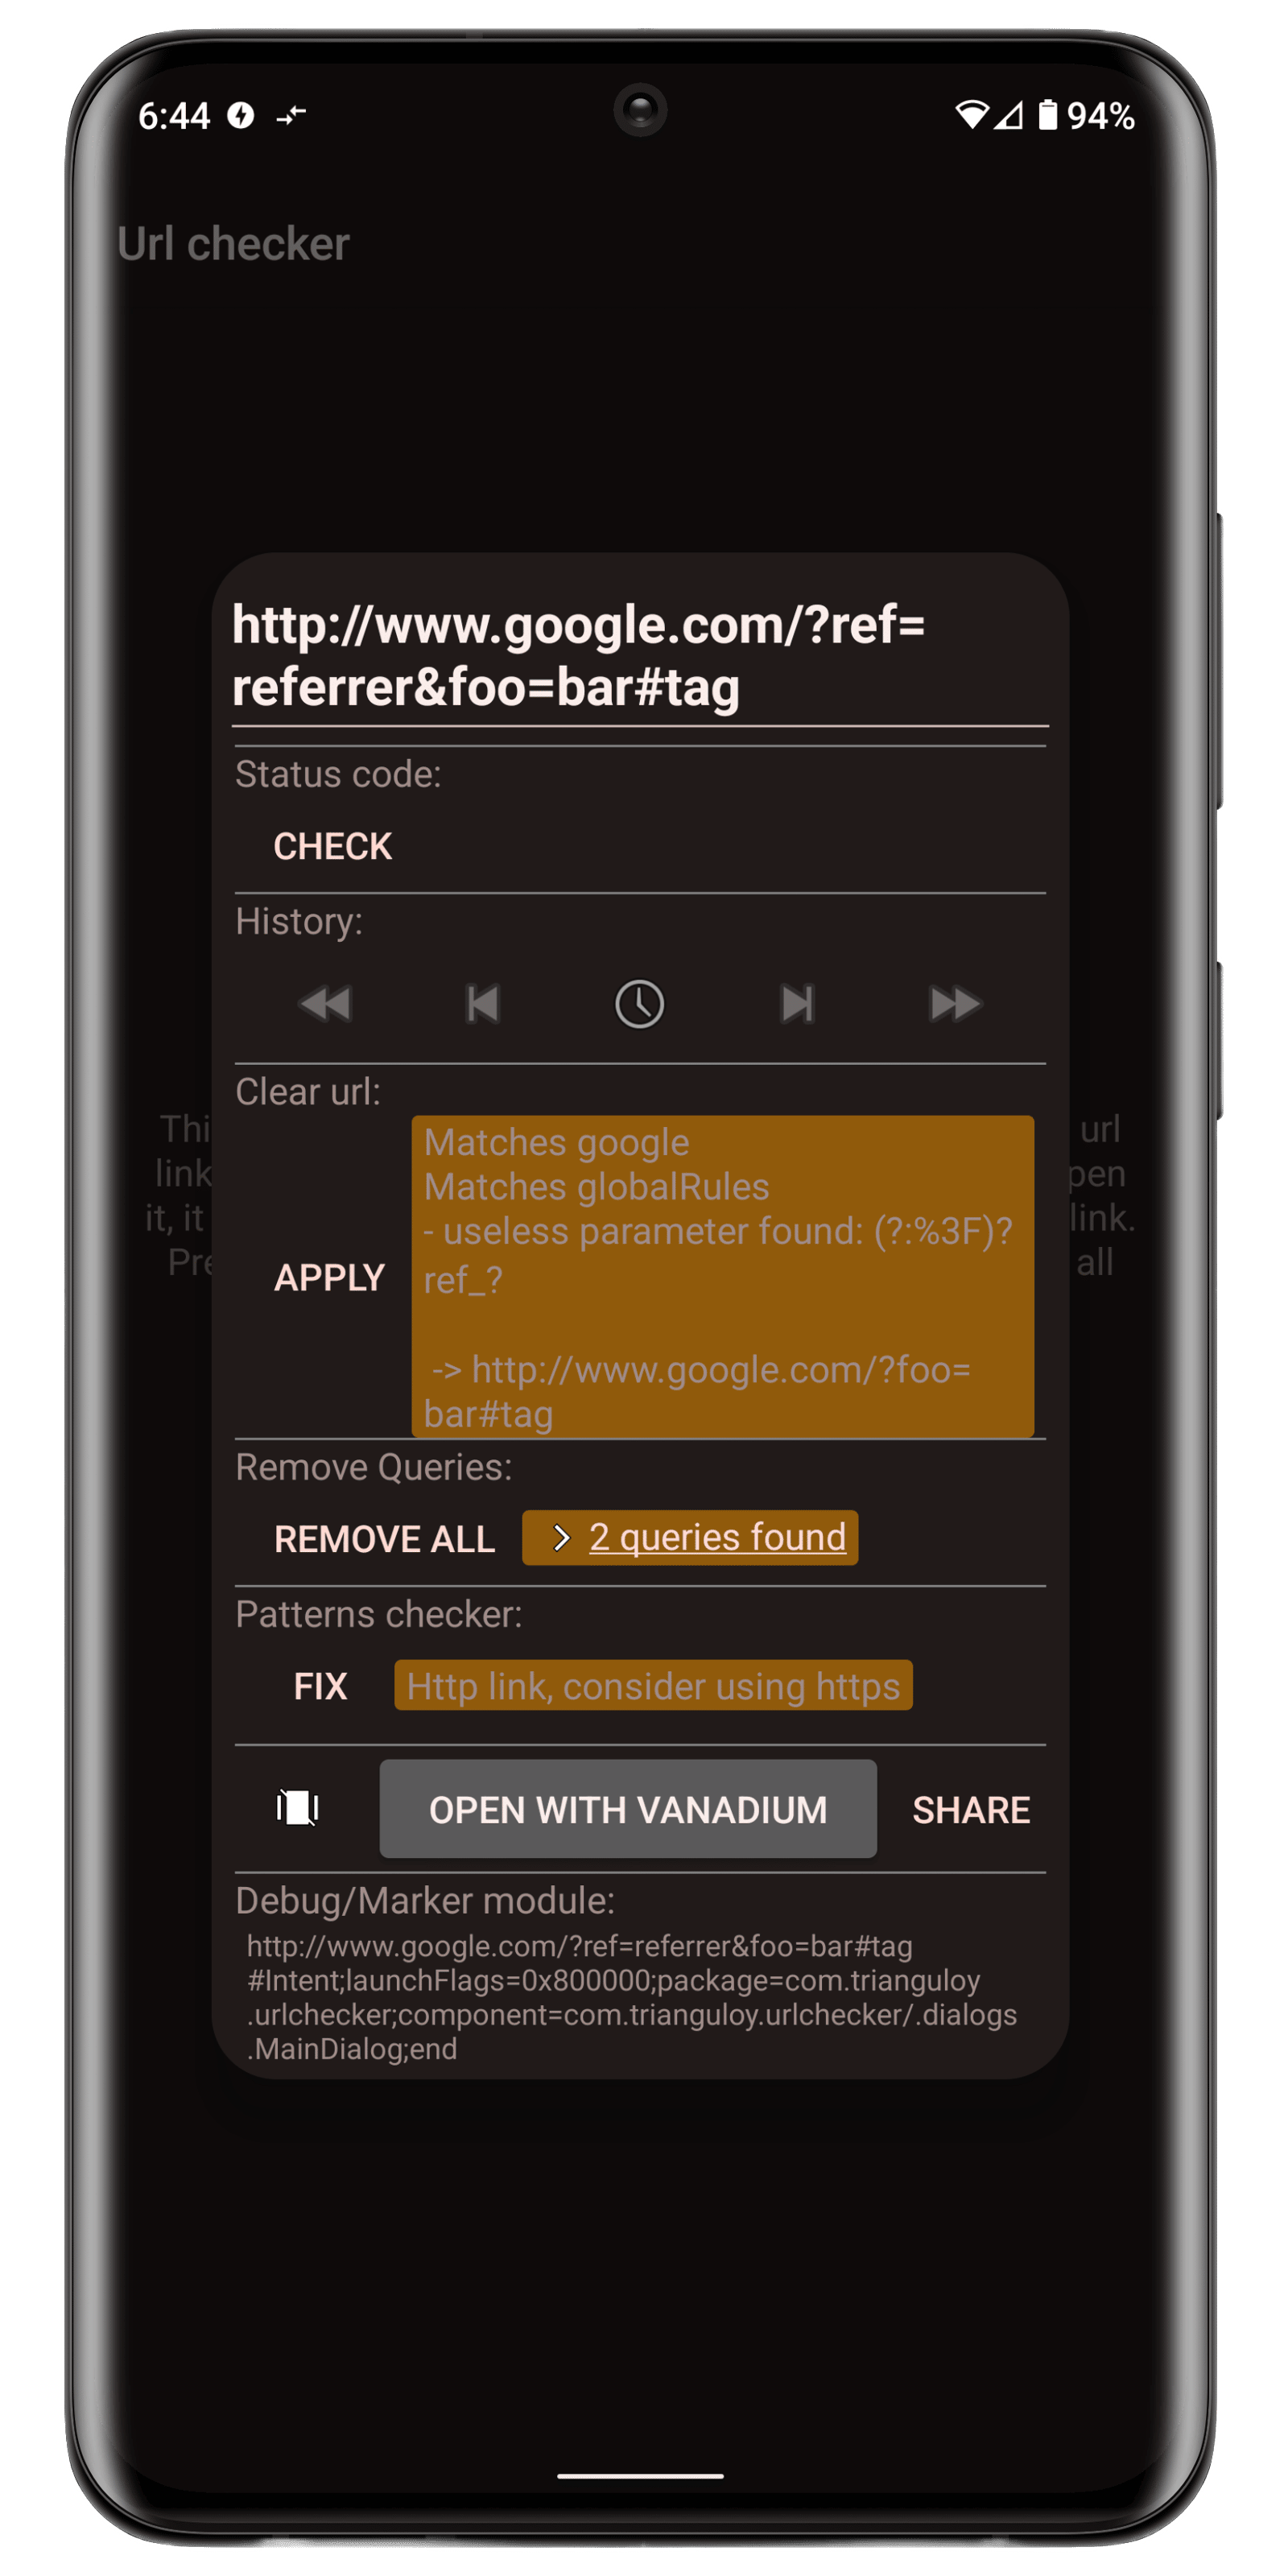 6:44
94%
Url checker
http://www.google.com/?ref=
referrer&foo=bar#tag
Status code:
CHECK
History:
Clear url:
Matches google
Matches globalRules
- useless parameter found: (?:%3F)?
ref_?
APPLY
-> http://www.google.com/?foo=
bar#tag
Remove Queries:
REMOVE ALL
2 queries found
Patterns checker:
FIX
Http link, consider using https
OPEN WITH VANADIUM
SHARE
Debug/Marker module:
http://www.google.com/?ref=referrer&foo=bar#tag
#Intent;launchFlags=0x800000;package=com.trianguloy
.urlchecker;component=com.trianguloy.urlchecker/.dialogs
.MainDialog;end
url
link
it, it
link.
all